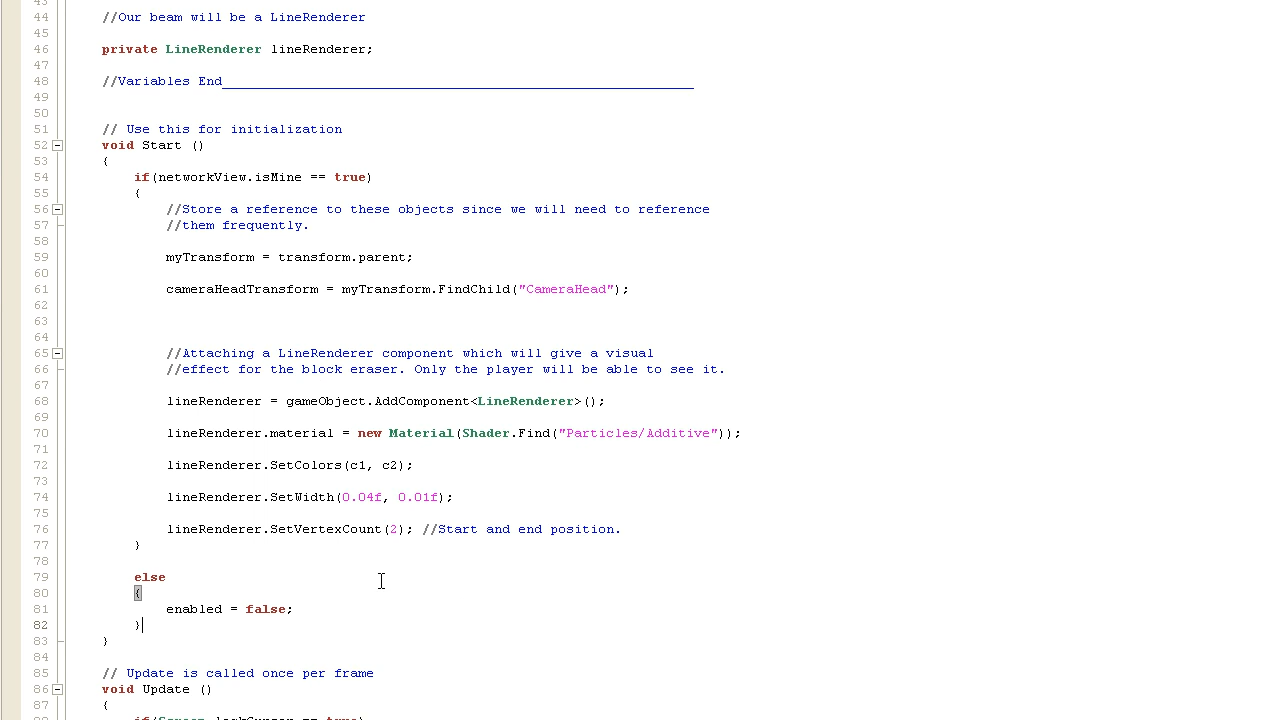 43
44 //Our beam will be a LineRenderer
45
46 private LineRenderer lineRenderer;
47
48 //Variables End___________________________________________________________
49
50
51 // Use this for initialization
52 void Start ()
53 {
54 if(networkView.isMine == true)
55 {
56 //Store a reference to these objects since we will need to reference
57 //them frequently.
58
59 myTransform = transform.parent;
60
61 cameraHeadTransform = myTransform.FindChild("CameraHead");
62
63
64
65 //Attaching a LineRenderer component which will give a visual
66 //effect for the block eraser. Only the player will be able to see it.
67
68 lineRenderer = gameObject.AddComponent<LineRenderer>();
69
70 lineRenderer.material = new Material(Shader.Find("Particles/Additive"));
71
72 lineRenderer.SetColors(c1, c2);
73
74 lineRenderer.SetWidth(0.04f, 0.01f);
75
76 lineRenderer.SetVertexCount(2); //Start and end position.
77 }
78
79 else
80 {
81 enabled = false;
82 }
83 }
84
85 // Update is called once per frame
86 void Update ()
87 {
88 if(Screen.lockCursor == true)